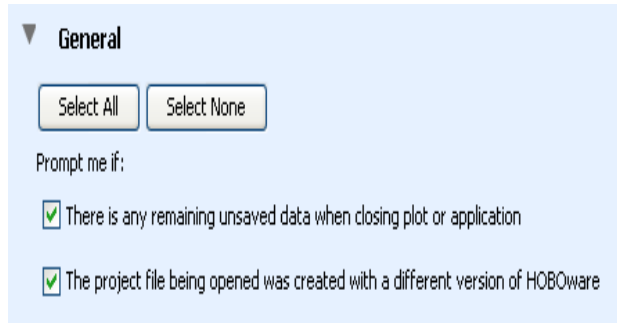 General
Select All Select None
Prompt me if:
There is any remaining unsaved data when closing plot or application
The project file being opened was created with a different version of HOBOware